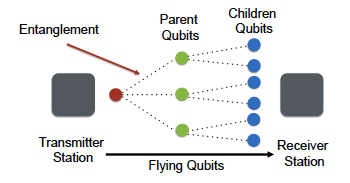 Entanglement
Parent
Qubits
Children
Qubits
Transmitter
Station
Flying Qubits
Receiver
Station